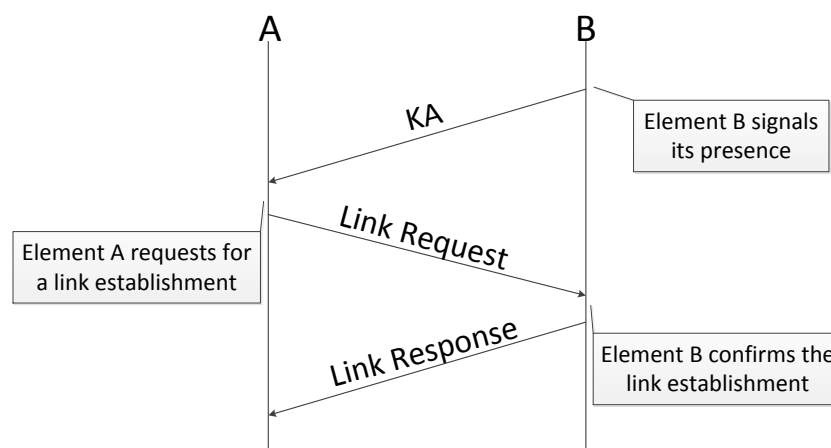 A
B
KA
Element B signals
its presence
Link Request
Element A requests for
a link establishment
Link Response
Element B confirms the
link establishment